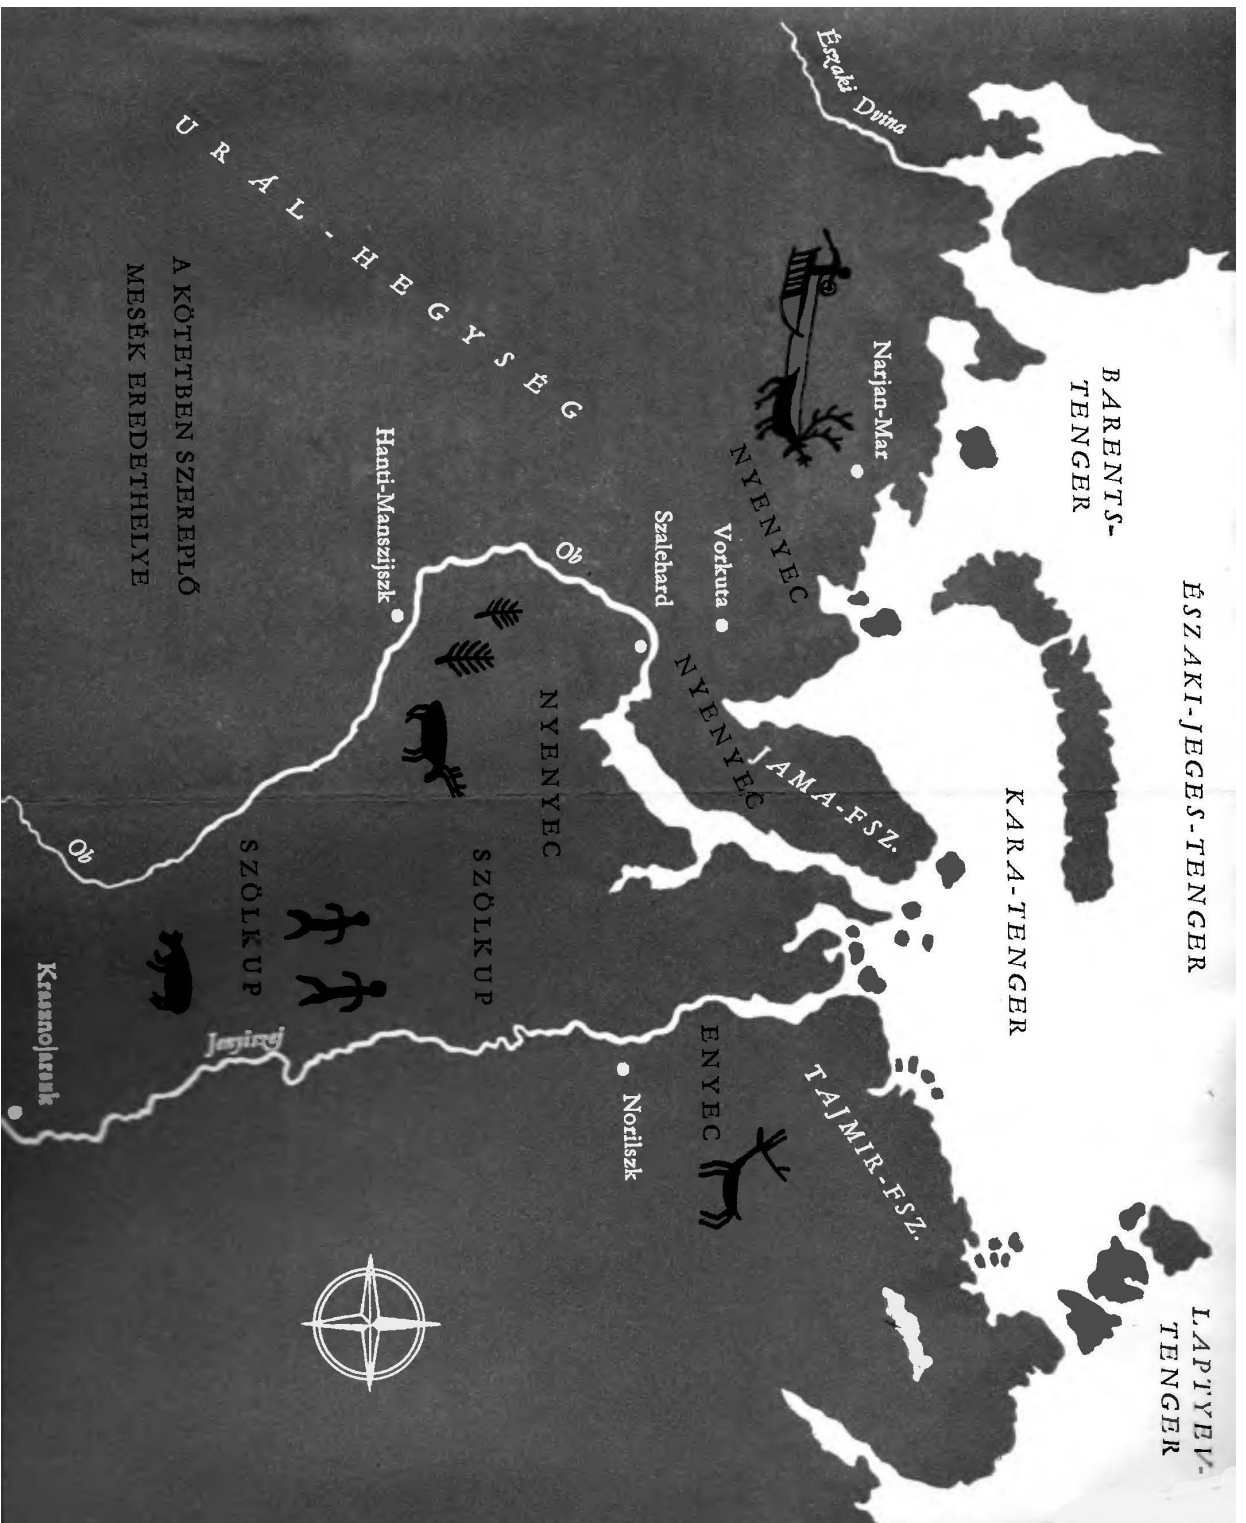 ÉSZAKI-JEGES-TENGER
LAPTYEV-
TENGER
BARENTS-
TENGER
KARA-TENGER
Északi Dvina
Narjan-Mar
NYENYEC
JAMA-FSZ.
TAJMIR-FSZ.
Vorkuta
NYENYEC
ENYEC
Szalehard
Norilszk
Ob
NYENYEC
SZÖLKUP
URÁL-HEGYSÉG
Hanti-Manszijszk
SZÖLKUP
Jenyiszej
A KÖTETBEN SZEREPLŐ
MESÉK EREDETHELYE
Ob
Krasznojarszk